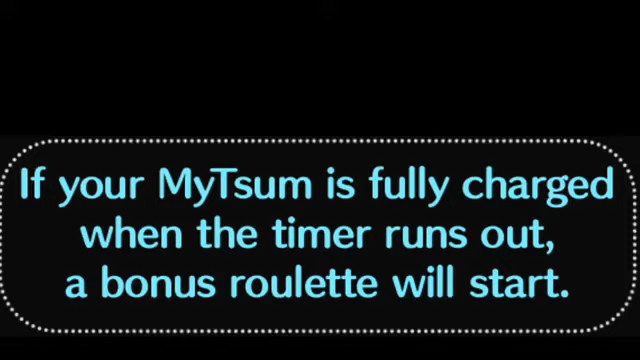 If your MyTsum is fully charged
when the timer runs out,
a bonus roulette will start.